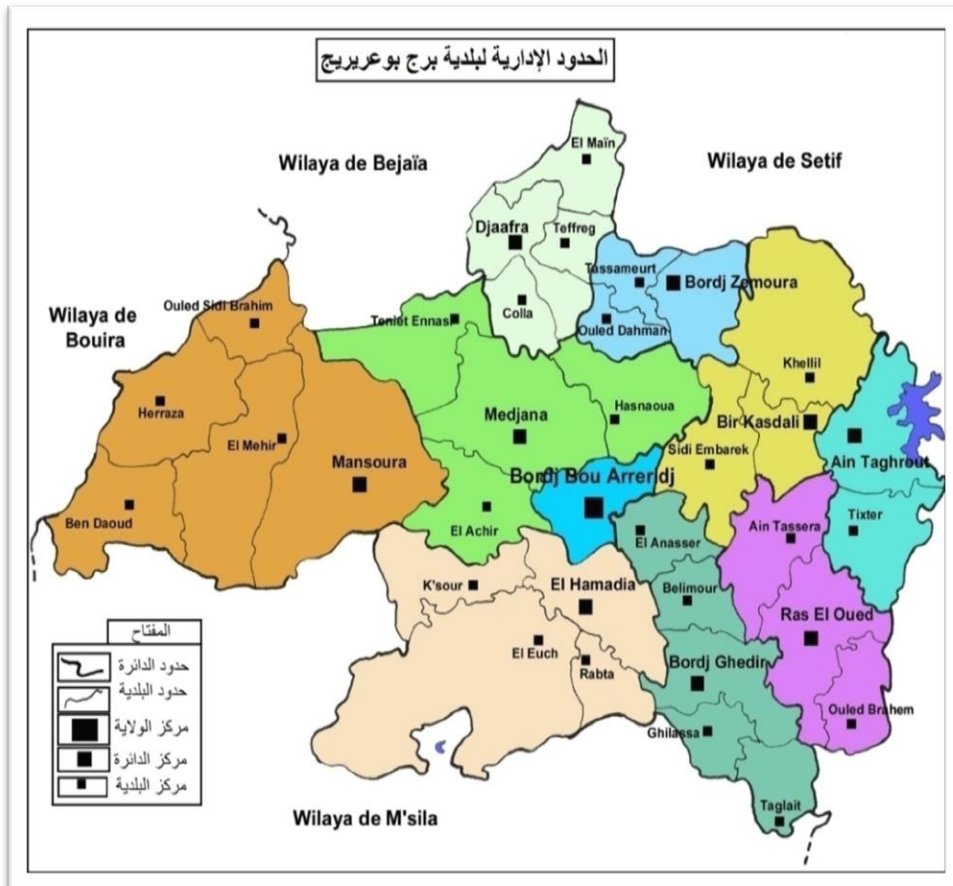 الحدود الإدارية لبلدية برج بوعريريج
El Maïn
Wilaya de Bejaïa
Wilaya de Setif
Djaafra
Teffreg
Tassameurt
Bordj Zemoura
Ouled Sidi Brahim
Teniet Ennasr
Colla
Ouled Dahman
Wilaya de
Bouira
Khellil
Herraza
Medjana
Hasnaoua
Bir Kasdali
El Mehir
Mansoura
Sidi Embarek
Ain Taghrout
Bordj Bou Arreridj
Ben Daoud
El Achir
El Anasser
Ain Tassera
Tixter
K'sour
El Hamadia
Belimour
Ras El Oued
El Euch
Rabta
Bordj Ghedir
Ouled Brahem
Ghilassa
Taglait
Wilaya de M'sila
المفتاح
حدود الدائرة
حدود البلدية
مركز الولاية
مركز الدائرة
مركز البلدية